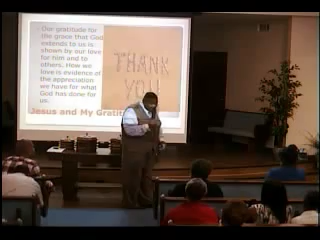 Our gratitude for
the grace that God
extends to us is
shown by our love
for him and to
others. How we
love is evidence of
the appreciation
we have for what
God has done for
us.
THANK
YOU
Jesus and My Grati